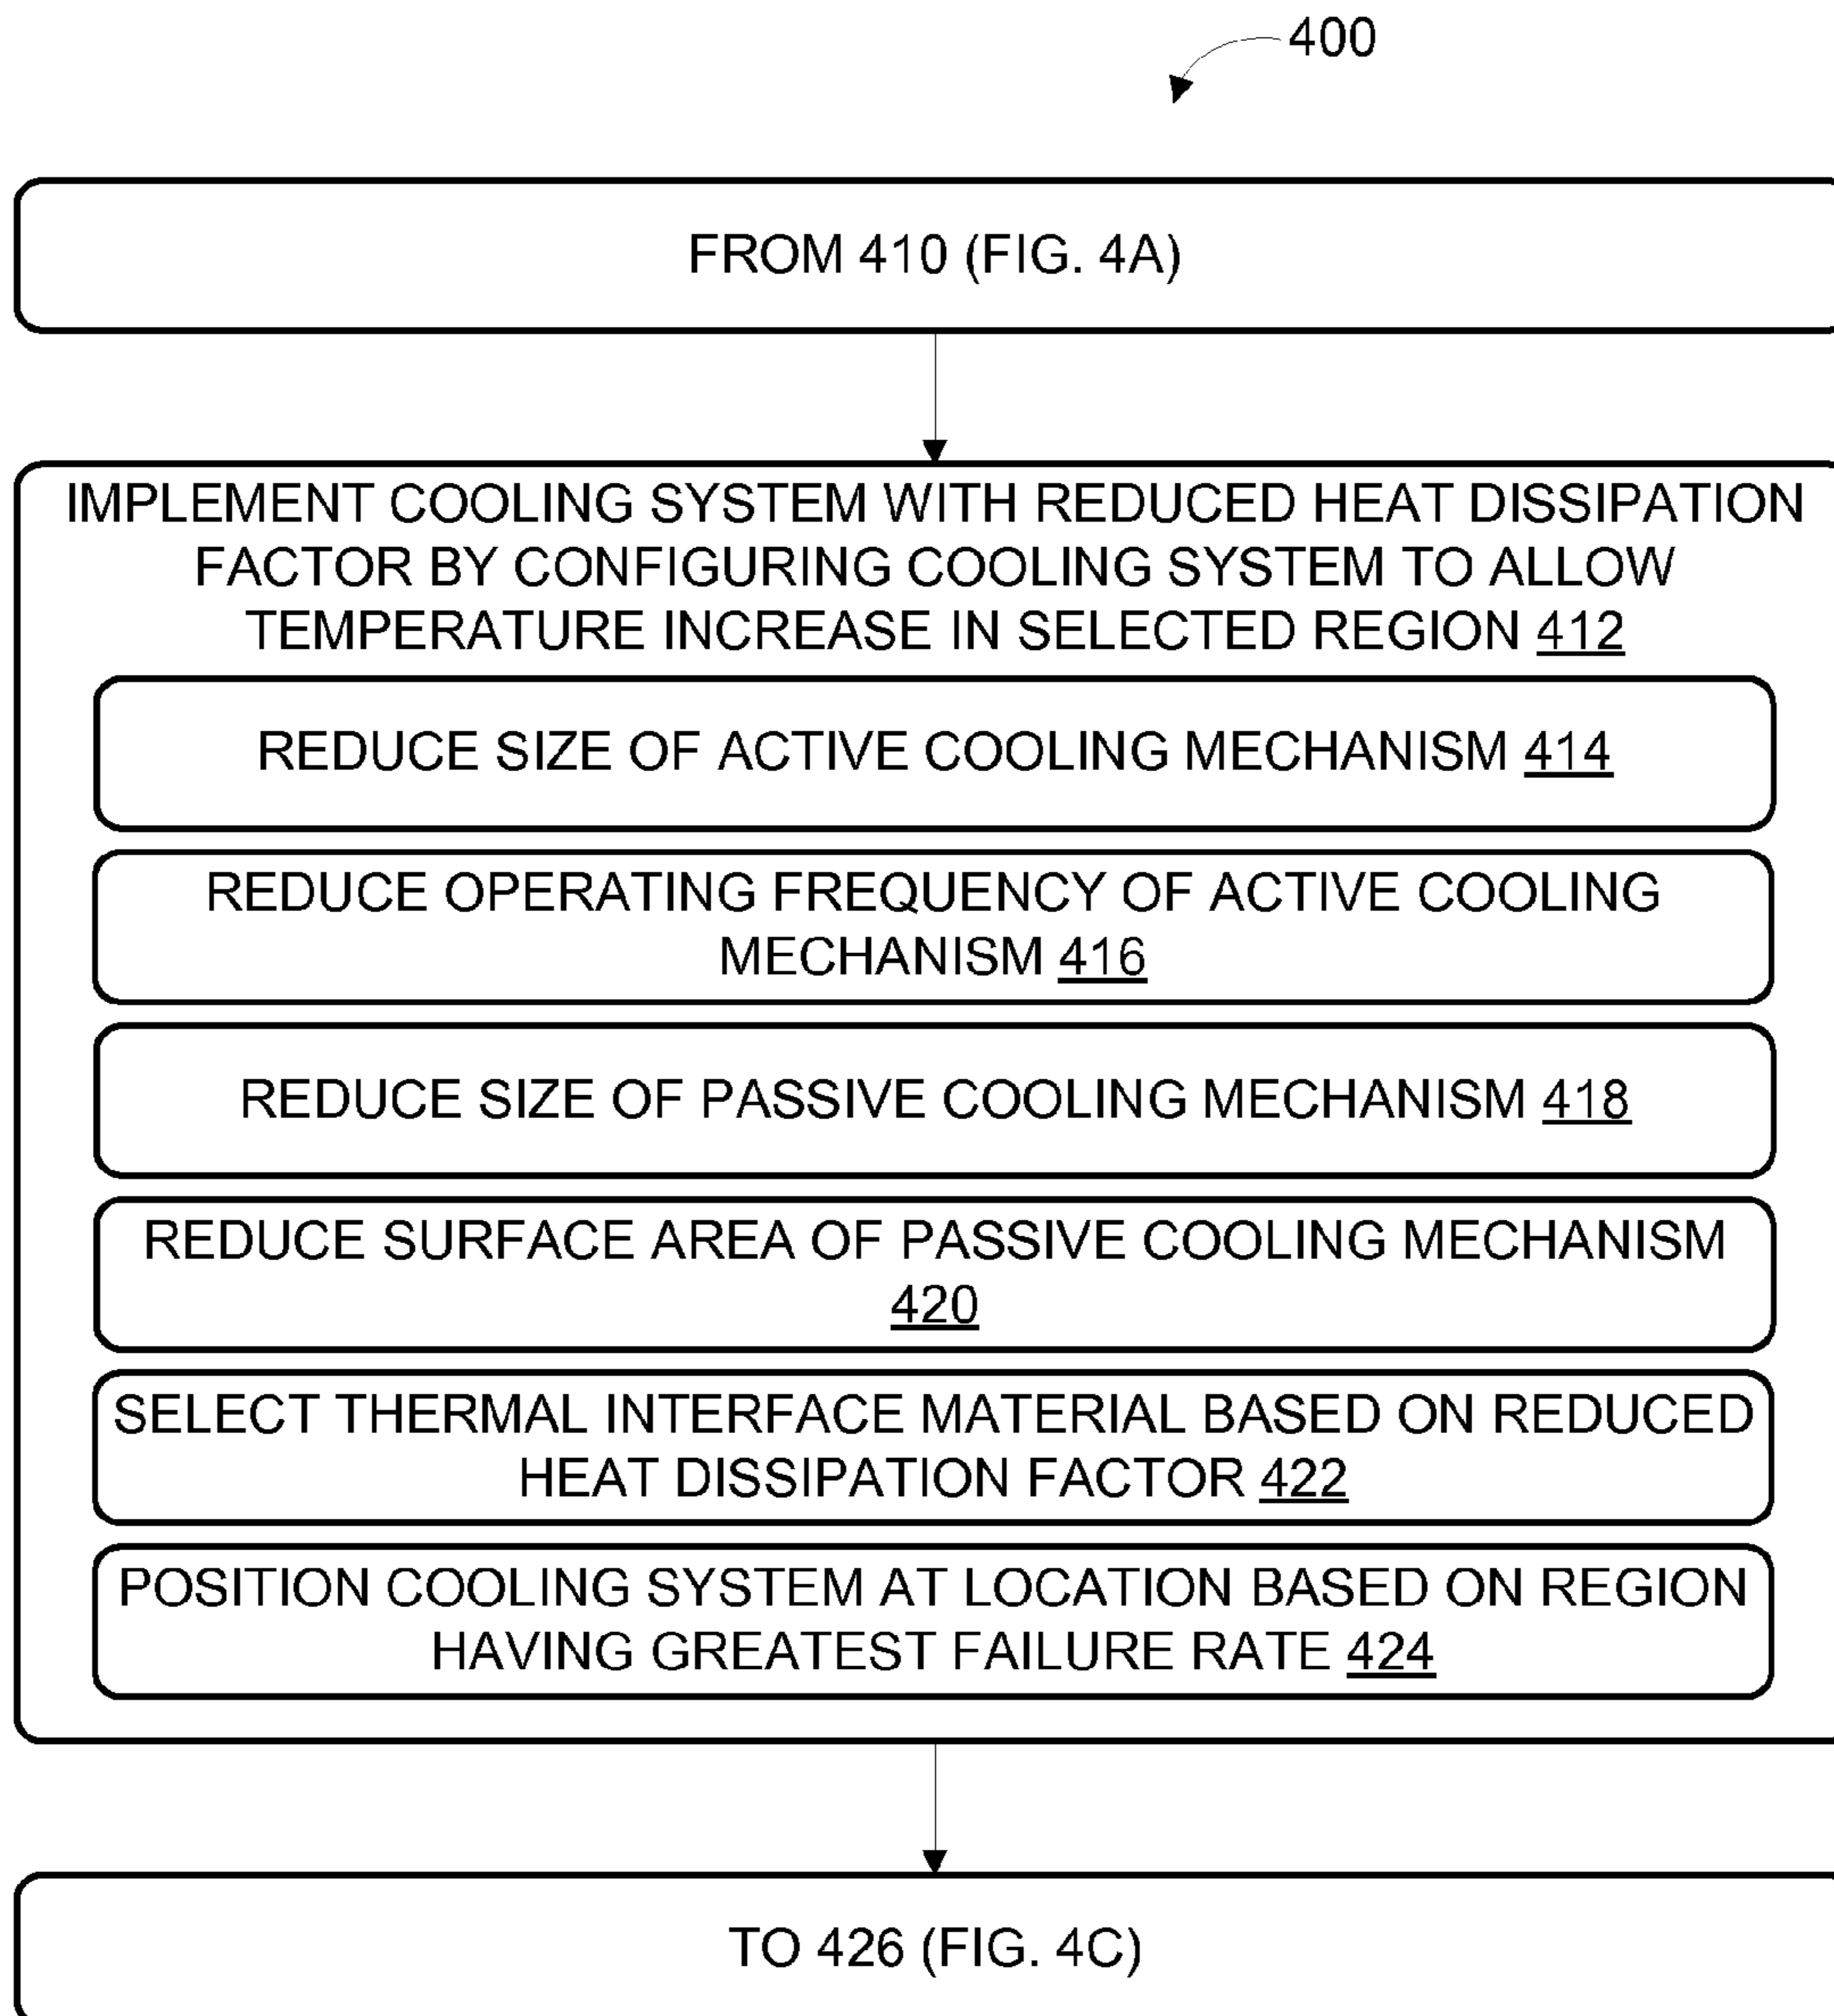 400
FROM 410 (FIG. 4A)
IMPLEMENT COOLING SYSTEM WITH REDUCED HEAT DISSIPATION
FACTOR BY CONFIGURING COOLING SYSTEM TO ALLOW
TEMPERATURE INCREASE IN SELECTED REGION 412
REDUCE SIZE OF ACTIVE COOLING MECHANISM 414
REDUCE OPERATING FREQUENCY OF ACTIVE COOLING
MECHANISM 416
REDUCE SIZE OF PASSIVE COOLING MECHANISM 418
REDUCE SURFACE AREA OF PASSIVE COOLING MECHANISM
420
SELECT THERMAL INTERFACE MATERIAL BASED ON REDUCED
HEAT DISSIPATION FACTOR 422
POSITION COOLING SYSTEM AT LOCATION BASED ON REGION
HAVING GREATEST FAILURE RATE 424
TO 426 (FIG. 4C)